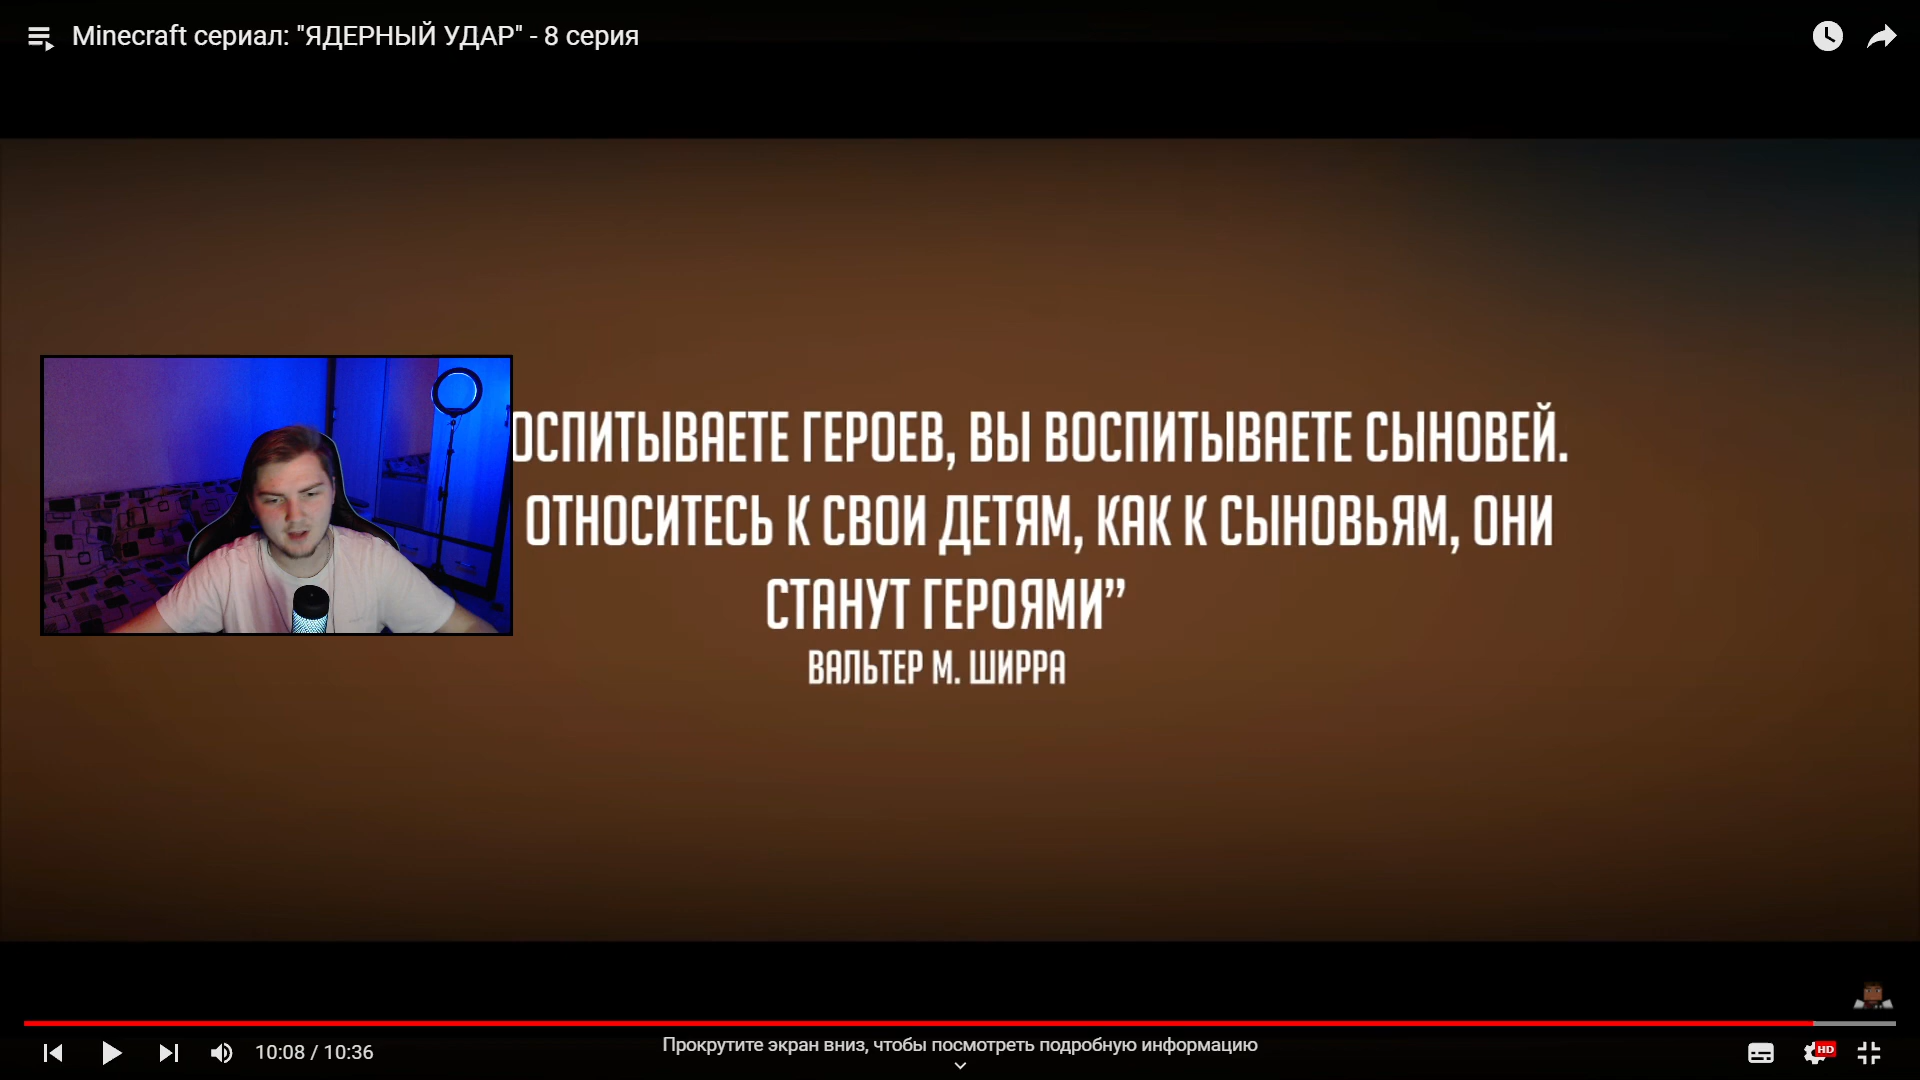 Minecraft сериал: "ЯДЕРНЫЙ УДАР" - 8 серия
ГЕРОЕВ, ВЫ ВОСПИТЫВАЕТЕ СЫНОВЕЙ.
ОТНОСИТЕСЬ К СВОИ ДЕТЯМ, КАК К СЫНОВЬЯМ, ОНИ
СТАНУТ ГЕРОЯМИ”
ВАЛЬТЕР М. ШИРРА
10:08 / 10:36
Прокрутите экран вниз, чтобы посмотреть подробную информацию
HD